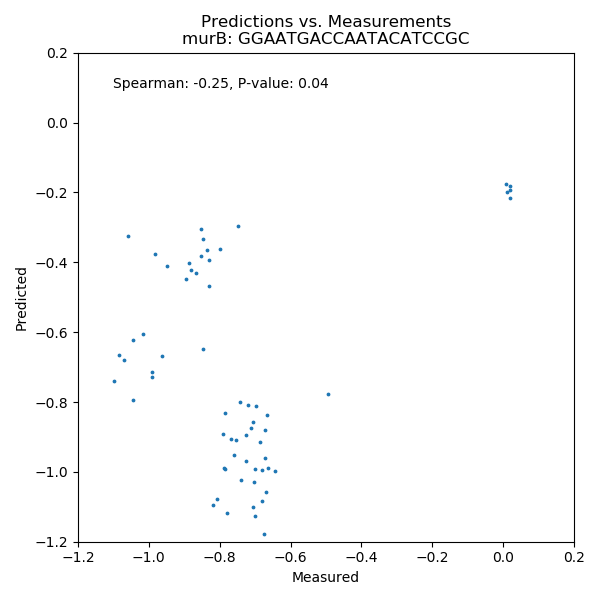 Predictions vs. Measurements
murB: GGAATGACCAATACATCCGC
Spearman: -0.25, P-value: 0.04
0.2
0.0
−0.2
−0.4
−0.6
−0.8
−1.0
−1.2
Predicted
−1.2 −1.0 −0.8 −0.6 −0.4 −0.2 0.0 0.2
Measured